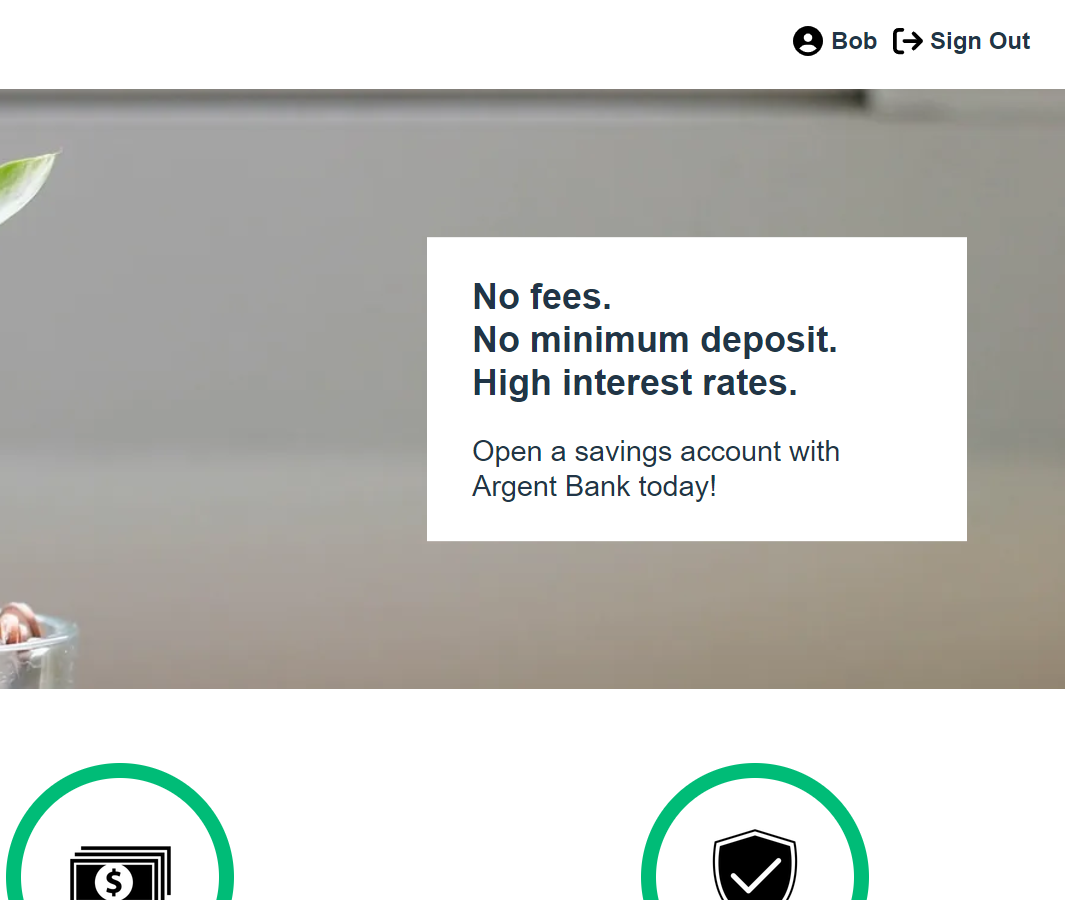 Bob Sign Out
No fees.
No minimum deposit.
High interest rates.
Open a savings account with
Argent Bank today!
$